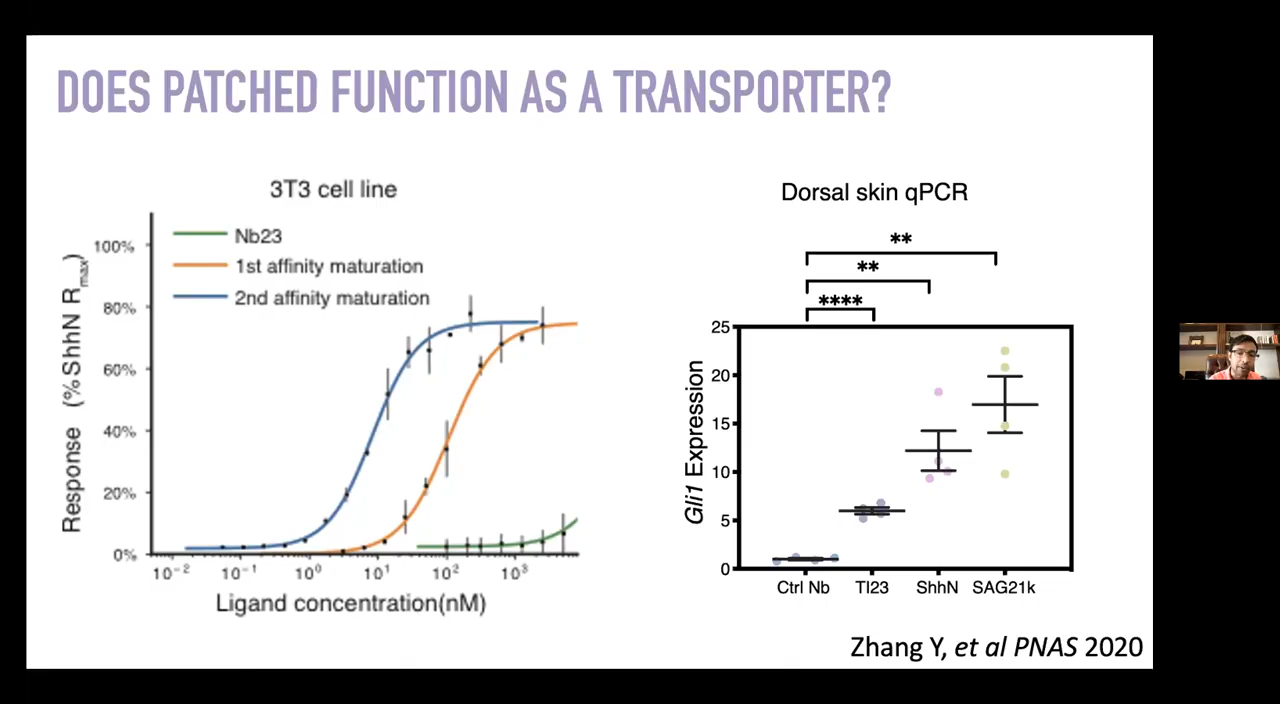 DOES PATCHED FUNCTION AS A TRANSPORTER?
3T3 cell line
Nb23
1st affinity maturation
2nd affinity maturation
Response (%ShhN Rmax)
100%
80%
60%
40%
20%
0%
10⁻² 10⁻¹ 10⁰ 10¹ 10² 10³
Ligand concentration(nM)
Dorsal skin qPCR
**
**
****
Gli1 Expression
25
20
15
10
5
0
Ctrl Nb TI23 ShhN SAG21k
Zhang Y, et al PNAS 2020